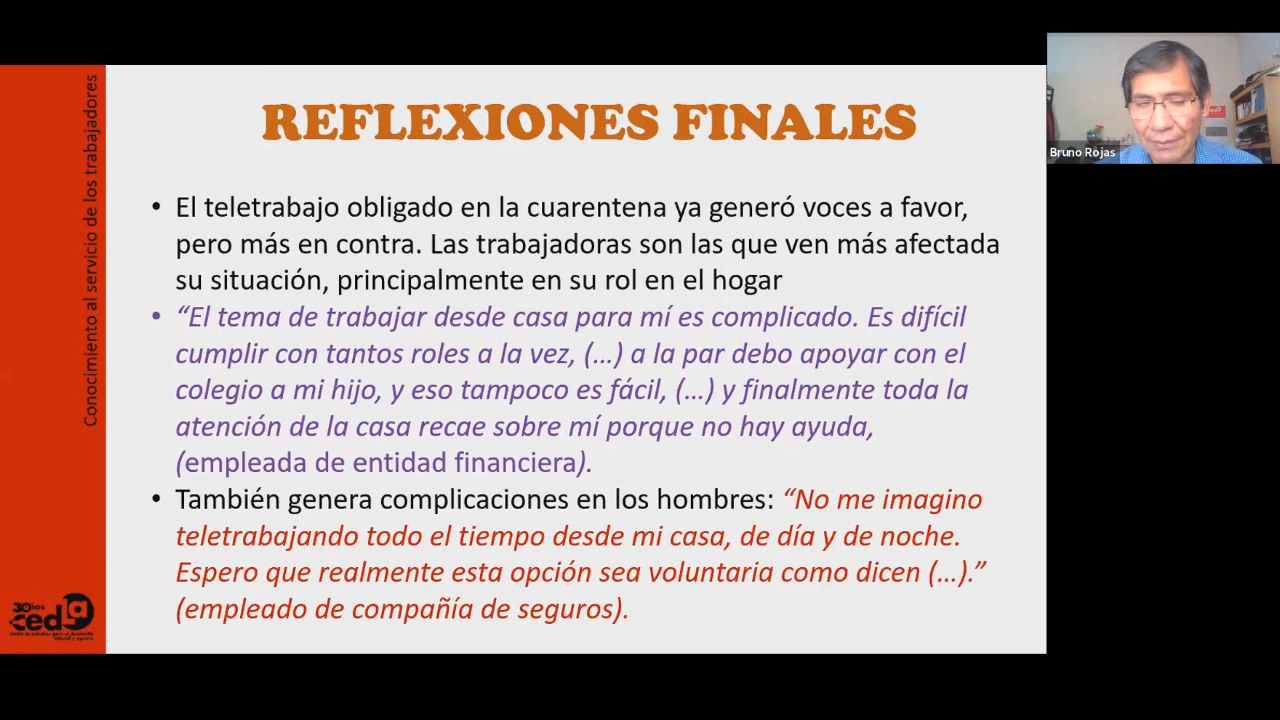 Conocimiento al servicio de los trabajadores
REFLEXIONES FINALES
• El teletrabajo obligado en la cuarentena ya generó voces a favor,
pero más en contra. Las trabajadoras son las que ven más afectada
su situación, principalmente en su rol en el hogar
• “El tema de trabajar desde casa para mí es complicado. Es difícil
cumplir con tantos roles a la vez, (…) a la par debo apoyar con el
colegio a mi hijo, y eso tampoco es fácil, (…) y finalmente toda la
atención de la casa recae sobre mí porque no hay ayuda,
(empleada de entidad financiera).
• También genera complicaciones en los hombres: “No me imagino
teletrabajando todo el tiempo desde mi casa, de día y de noche.
Espero que realmente esta opción sea voluntaria como dicen (…).”
(empleado de compañía de seguros).
30años
cedla
Bruno Rojas